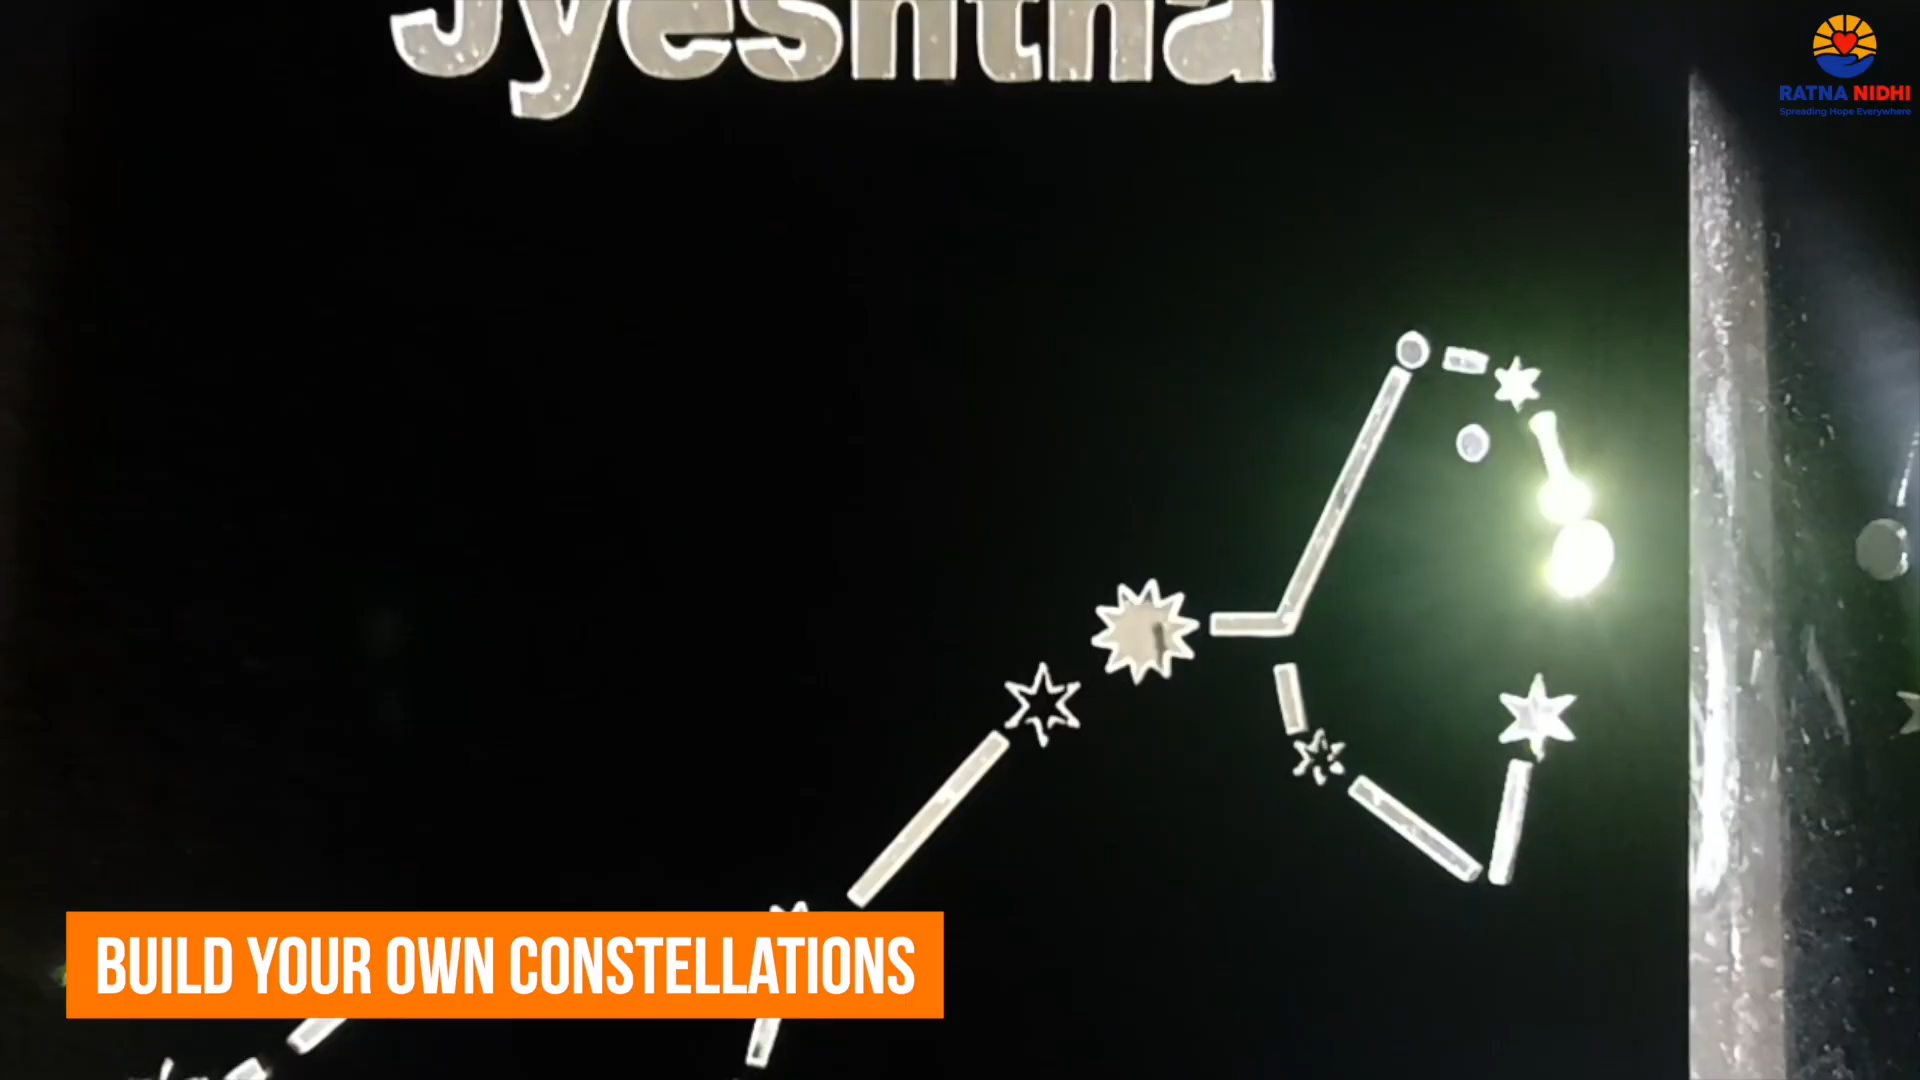 Jyeshtha
RATNA NIDHI
Spreading Hope Everywhere
BUILD YOUR OWN CONSTELLATIONS